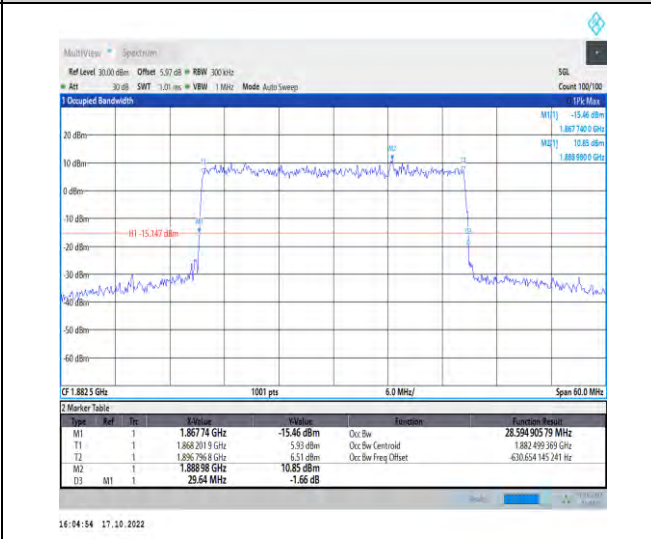 MultiView Spectrum
Ref Level 30.00 dBm Offset 5.97 dB RBW 300 kHz SGL
Att 30 dB SWT 1.01 ms VBW 1 MHz Mode Auto Sweep Count 100/100
1 Occupied Bandwidth 1Pk Max
M1[1] -15.46 dBm
1.867 740 0 GHz
M2[1] 10.85 dBm
1.888 980 0 GHz
20 dBm
M2
10 dBm
T1
T2
0 dBm
-10 dBm
M1
H1 -15.147 dBm
D3
-20 dBm
-30 dBm
-40 dBm
-50 dBm
-60 dBm
CF 1.882 5 GHz 1001 pts 6.0 MHz/ Span 60.0 MHz
2 Marker Table
Type Ref Trc X-Value Y-Value Function Function Result
M1 1 1.867 74 GHz -15.46 dBm Occ Bw 28.594 905 79 MHz
T1 1 1.868 201 9 GHz 5.93 dBm Occ Bw Centroid 1.882 499 369 GHz
T2 1 1.896 796 8 GHz 6.51 dBm Occ Bw Freq Offset -630.654 145 241 Hz
M2 1 1.888 98 GHz 10.85 dBm
D3 M1 1 29.64 MHz -1.66 dB
16:04:54 17.10.2022